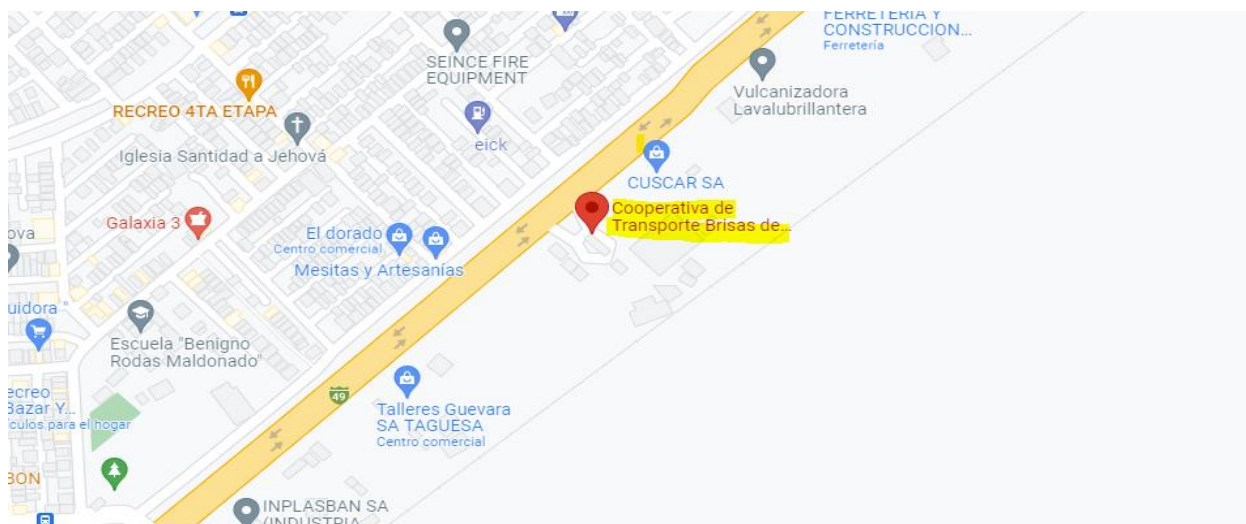 FERRETERIA Y
CONSTRUCCION...
Ferretería
SEINCE FIRE
EQUIPMENT
Vulcanizadora
Lavalubrillantera
RECREO 4TA ETAPA
eick
Iglesia Santidad a Jehová
CUSCAR SA
Cooperativa de
Transporte Brisas de...
Galaxia 3
ova
El dorado
Centro comercial
Mesitas y Artesanías
uidora"
Escuela "Benigno
Rodas Maldonado"
49
ecreo
Bazar Y...
ículos para el hogar
Talleres Guevara
SA TAGUESA
Centro comercial
BON
INPLASBAN SA
(INDUSTRIA